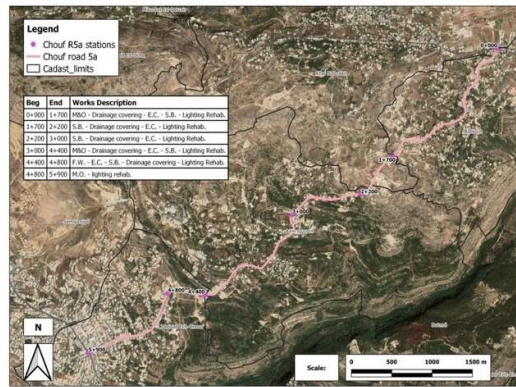 Legend
Chouf R5a stations
Chouf road 5a
Cadast_limits
Beg End Works Description
0+000 1+700 M&O - Drainage covering - E.C. - S.B. - Lighting Rehab.
1+700 2+200 S.B. - Drainage covering - E.C. - Lighting Rehab.
2+200 3+000 S.B. - Drainage covering - E.C. - Lighting Rehab.
3+000 4+400 M&O - Drainage covering - E.C. - S.B. - Lighting Rehab.
4+400 4+800 F.W. - E.C. - S.B. - Drainage covering - Lighting Rehab.
4+800 5+900 M.O. - lighting rehab.
0+000
1+700
2+200
3+000
4+800
4+400
5+900
N
Scale:
0 500 1000 1500 m